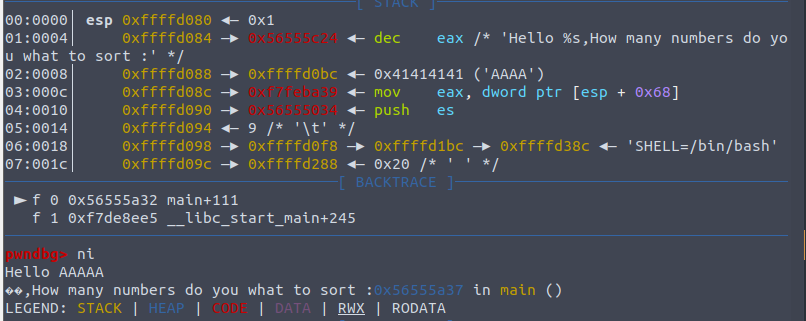 [ STACK ]
00:0000│ esp 0xffffd080 ◂— 0x1
01:0004│     0xffffd084 —▸ 0x56555c24 ◂— dec    eax /* 'Hello %s,How many numbers do yo
u what to sort :' */
02:0008│     0xffffd088 —▸ 0xffffd0bc ◂— 0x41414141 ('AAAA')
03:000c│     0xffffd08c —▸ 0xf7feba39 ◂— mov    eax, dword ptr [esp + 0x68]
04:0010│     0xffffd090 —▸ 0x56555034 ◂— push   es
05:0014│     0xffffd094 ◂— 9 /* '\t' */
06:0018│     0xffffd098 —▸ 0xffffd0f8 —▸ 0xffffd1bc —▸ 0xffffd38c ◂— 'SHELL=/bin/bash'
07:001c│     0xffffd09c —▸ 0xffffd288 ◂— 0x20 /* ' ' */
[ BACKTRACE ]
► f 0 0x56555a32 main+111
f 1 0xf7de8ee5 __libc_start_main+245
pwndbg> ni
Hello AAAAA
��,How many numbers do you what to sort :0x56555a37 in main ()
LEGEND: STACK | HEAP | CODE | DATA | RWX | RODATA